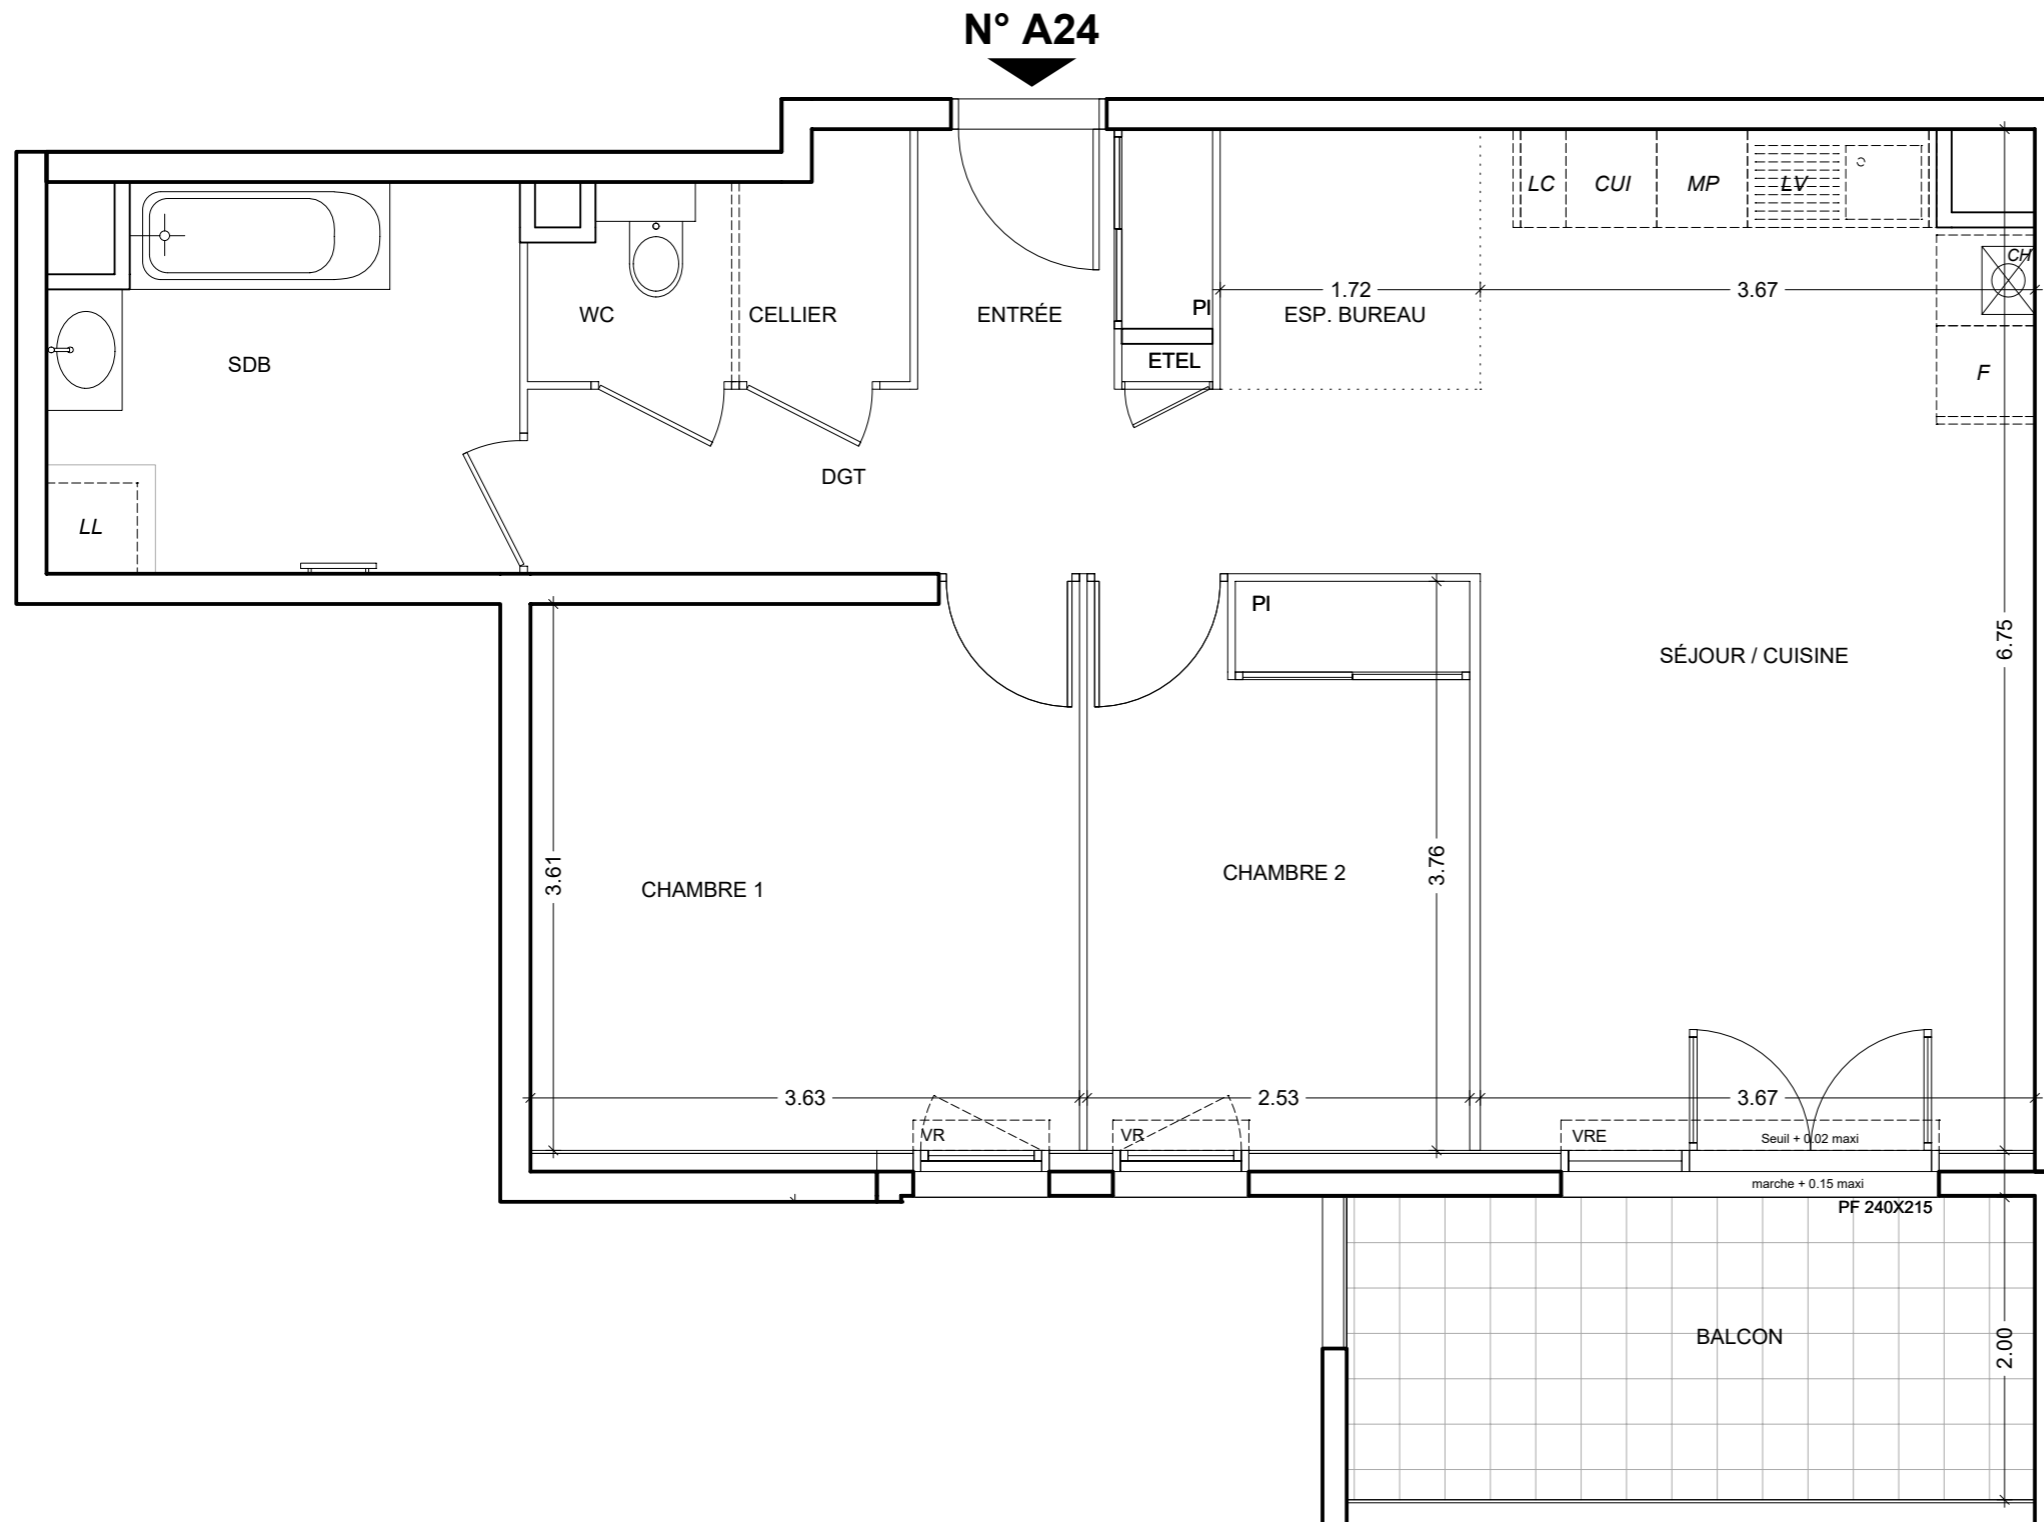 N° A24
LC
CUI
MP
LV
CH
1.72
3.67
PI
WC
CELLIER
ENTRÉE
ESP. BUREAU
SDB
ETEL
F
DGT
LL
PI
6.75
SÉJOUR / CUISINE
3.61
3.76
CHAMBRE 1
CHAMBRE 2
3.63
2.53
3.67
VR
VR
VRE
Seuil + 0.02 maxi
marche + 0.15 maxi
PF 240X215
BALCON
2.00